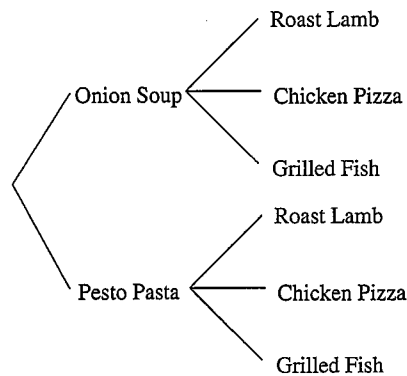 Roast Lamb
Onion Soup
Chicken Pizza
Grilled Fish
Roast Lamb
Pesto Pasta
Chicken Pizza
Grilled Fish